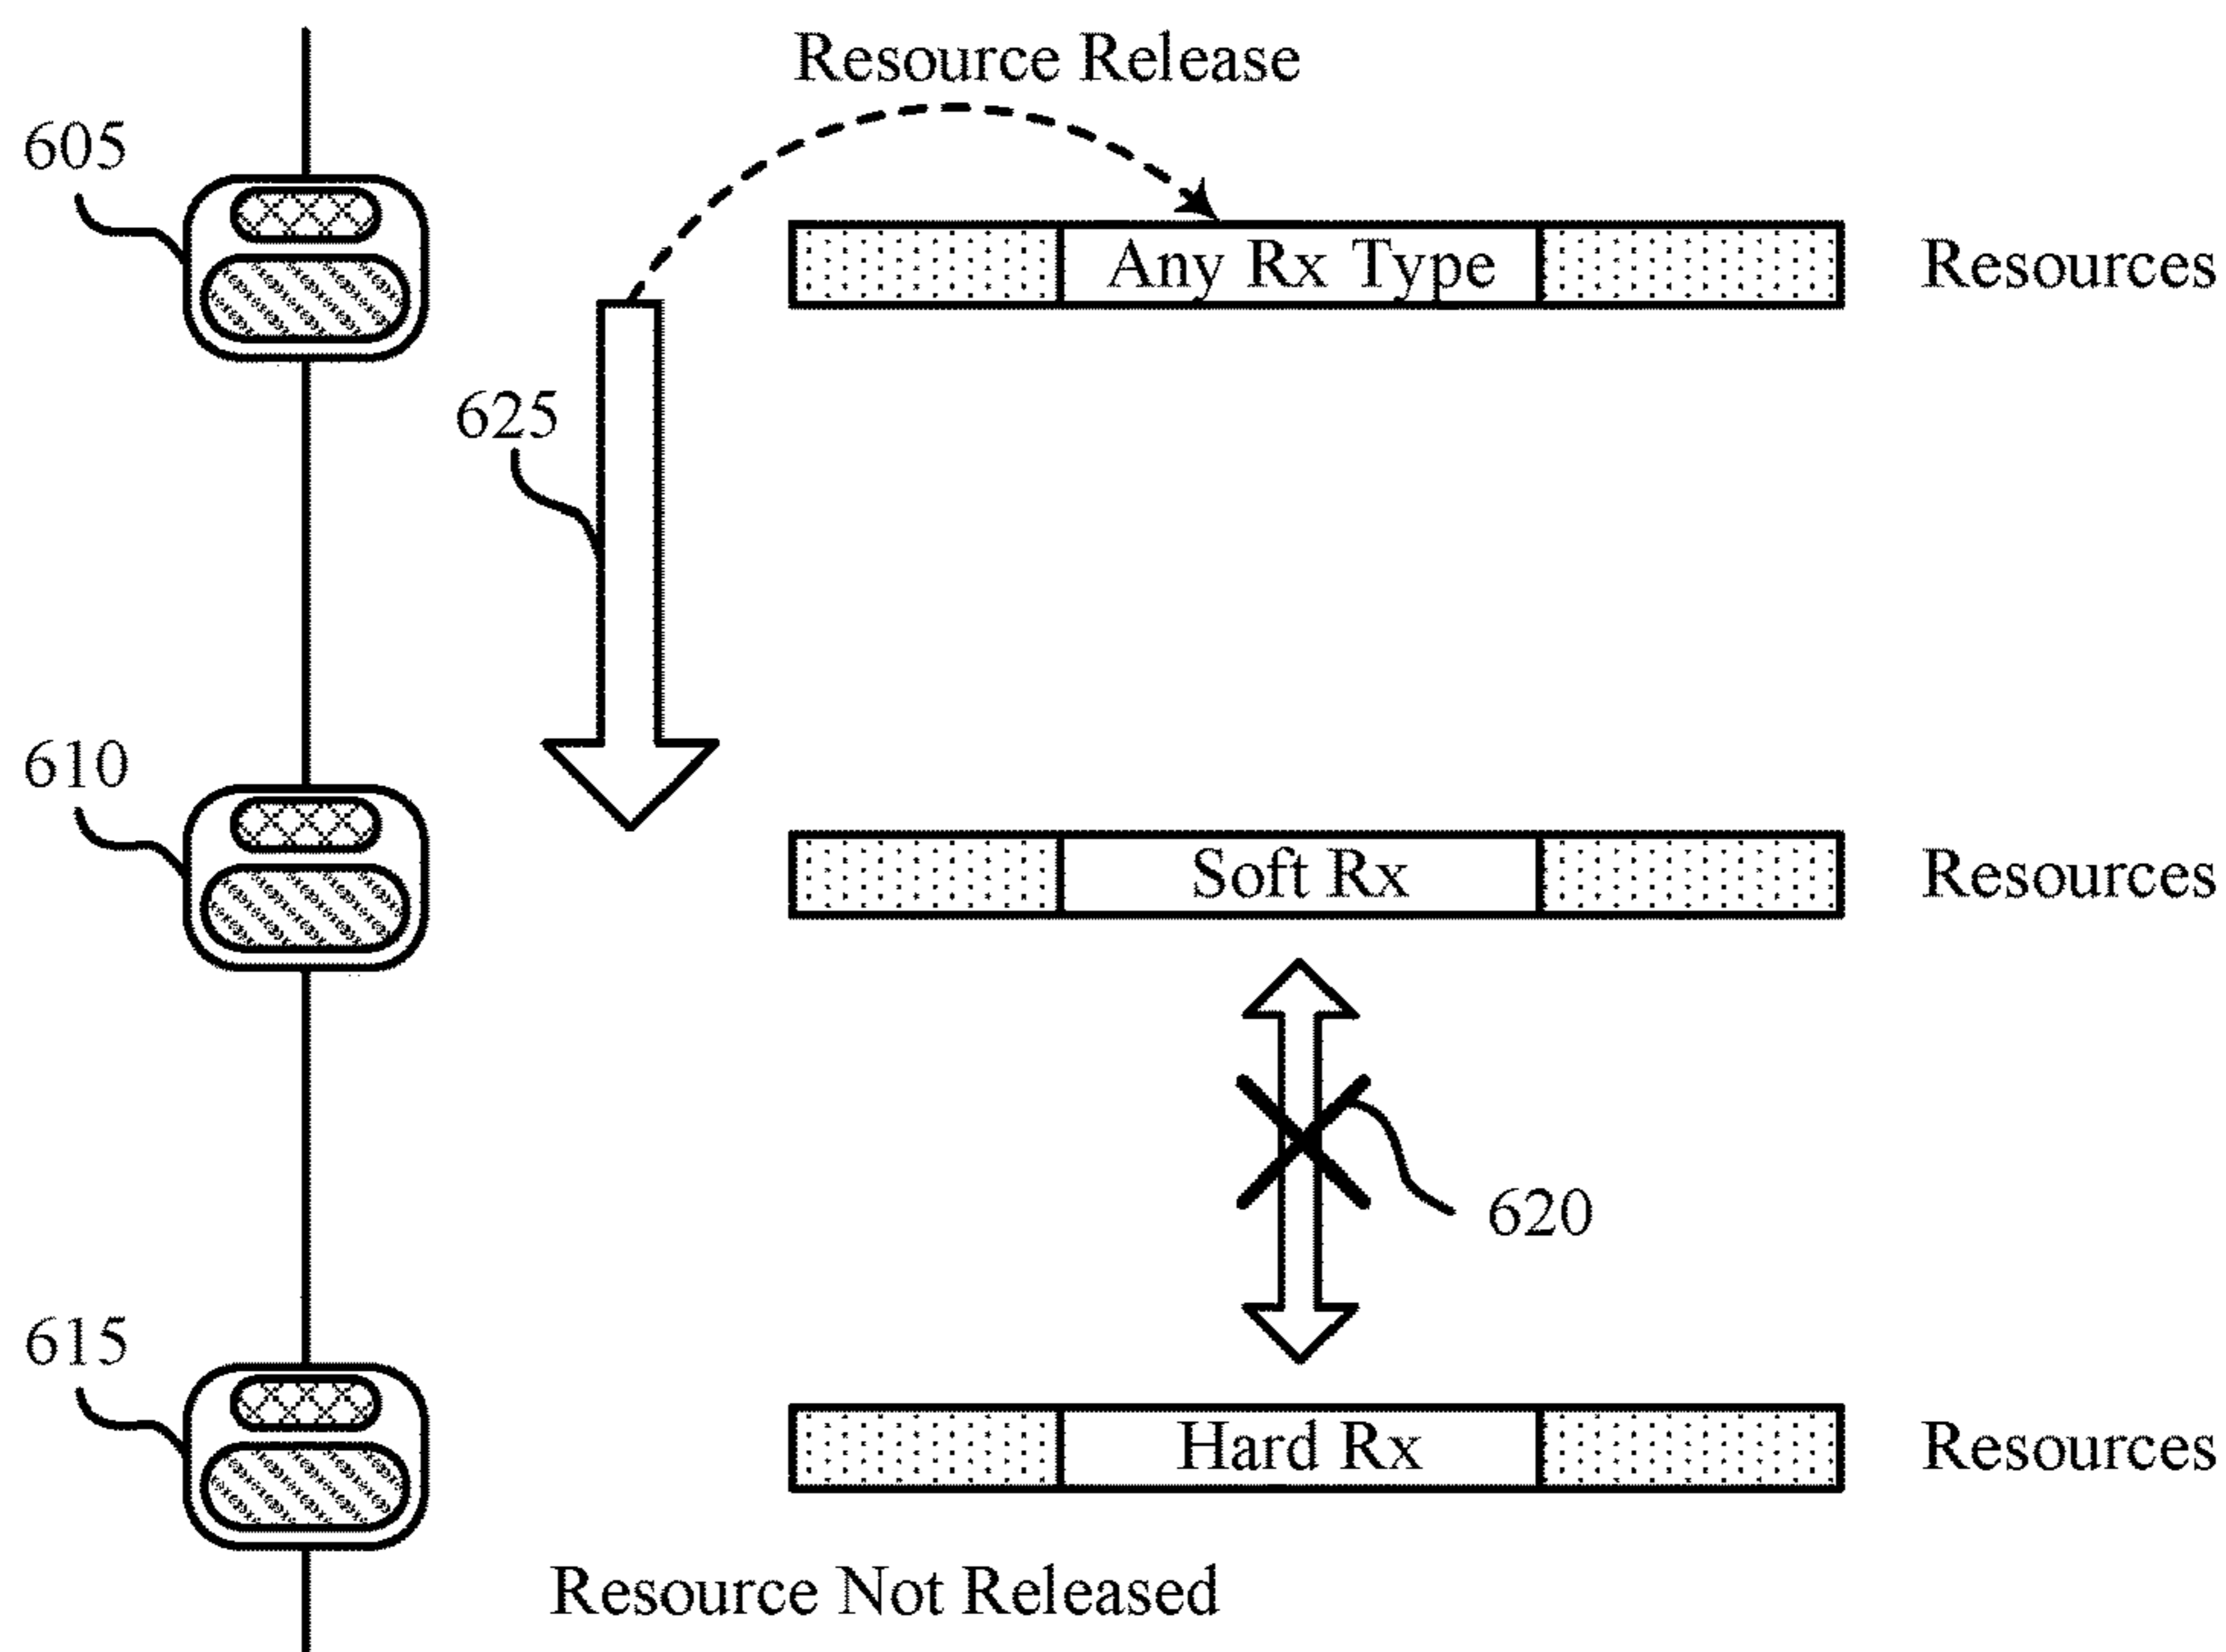 Resource Release
605
Any Rx Type
Resources
625
610
Soft Rx
Resources
620
615
Hard Rx
Resources
Resource Not Released